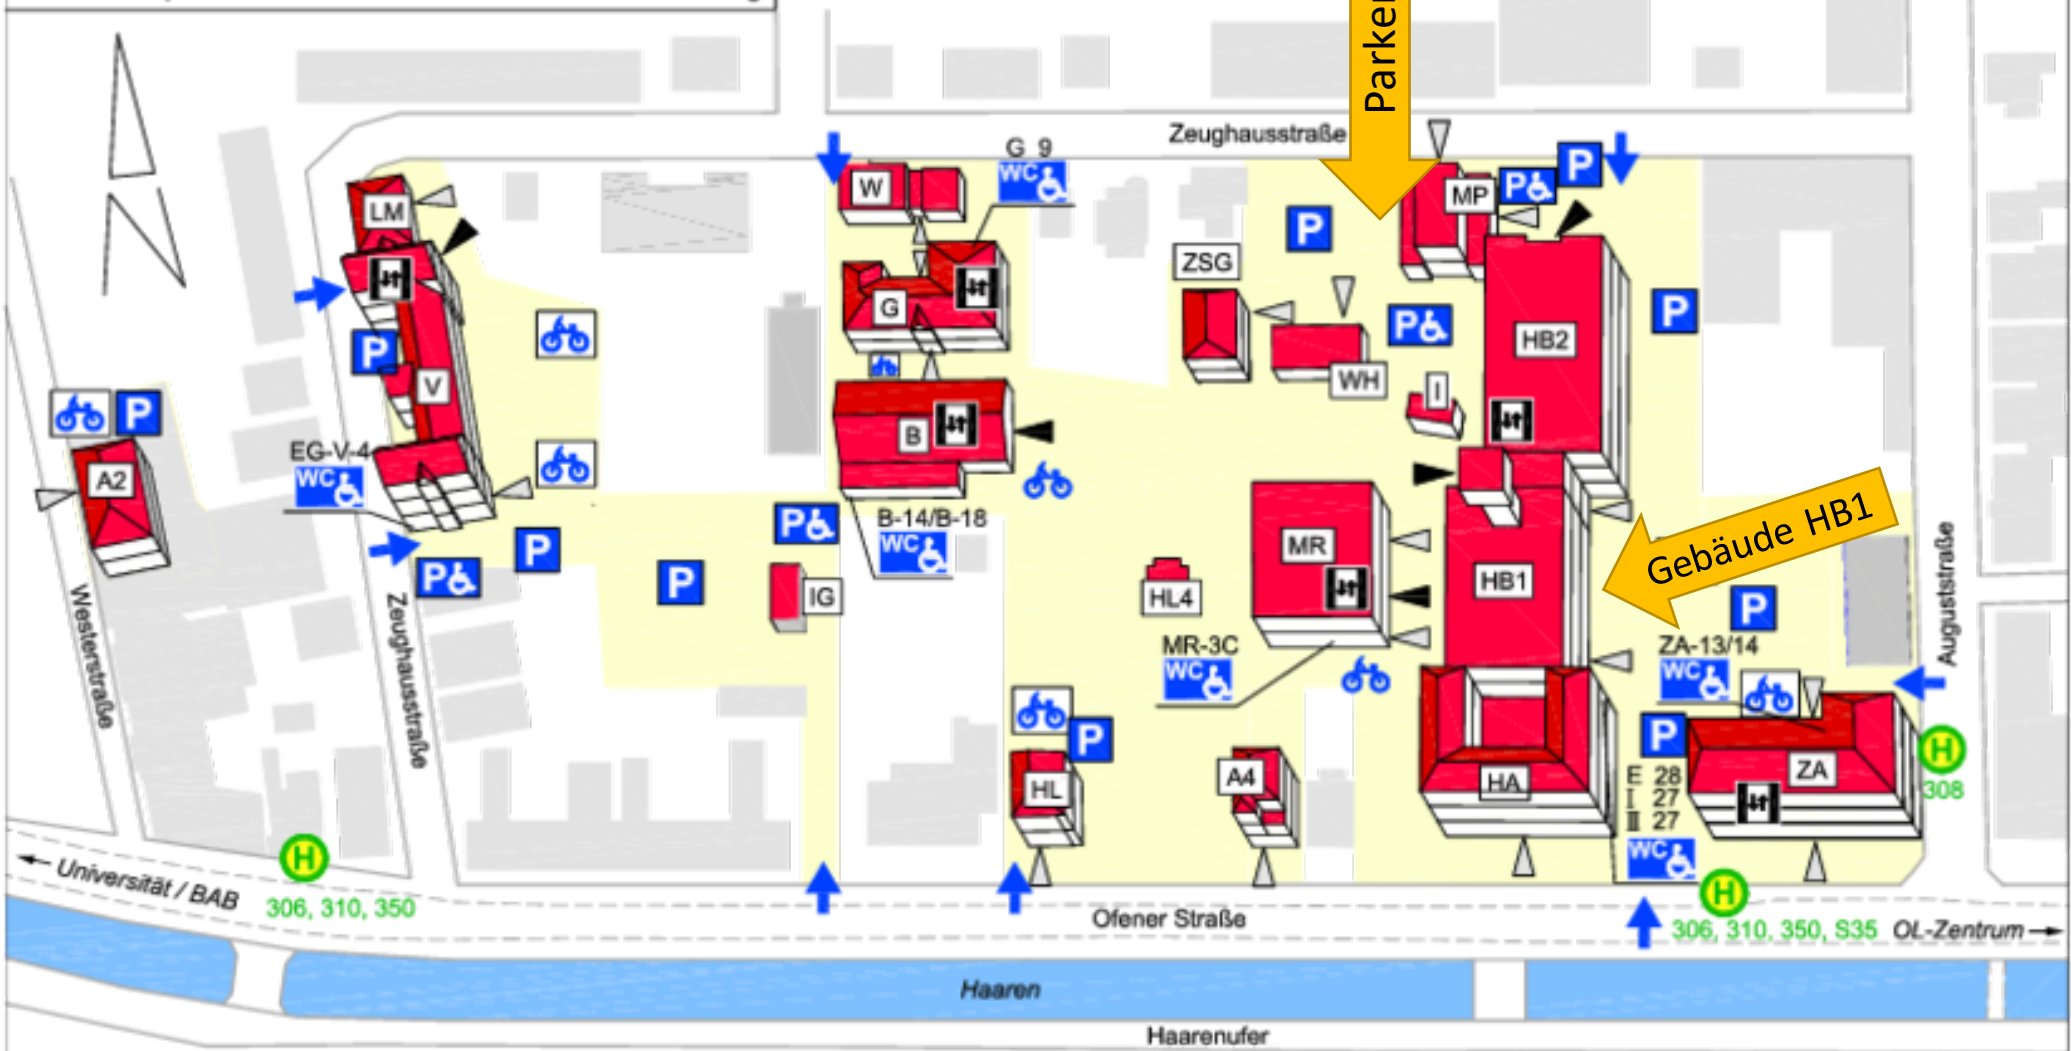 Parken
Zeughausstraße
G 9
WC
W
LM
MP
P
P
P
ZSG
G
P
P
HB2
P
V
WH
I
P
A2
B
EG-V-4
WC
Gebäude HB1
P
B-14/B-18
WC
MR
P
P
P
IG
HL4
HB1
P
Westerstraße
Zeughausstraße
Auguststraße
MR-3C
WC
ZA-13/14
WC
P
P
HL
A4
HA
ZA
H
308
E 28
I 27
II 27
WC
H
306, 310, 350
← Universität / BAB
H
306, 310, 350, S35
OL-Zentrum →
Ofener Straße
Haaren
Haarenufer